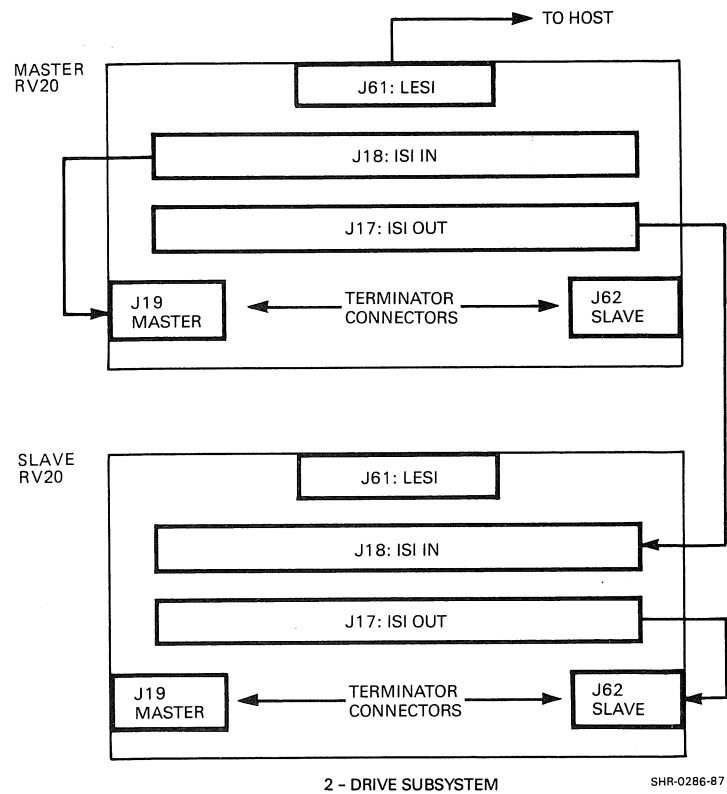 TO HOST
MASTER
RV20
J61: LESI
J18: ISI IN
J17: ISI OUT
J19
MASTER
TERMINATOR
CONNECTORS
J62
SLAVE
SLAVE
RV20
J61: LESI
J18: ISI IN
J17: ISI OUT
J19
MASTER
TERMINATOR
CONNECTORS
J62
SLAVE
2 – DRIVE SUBSYSTEM
SHR-0286-87